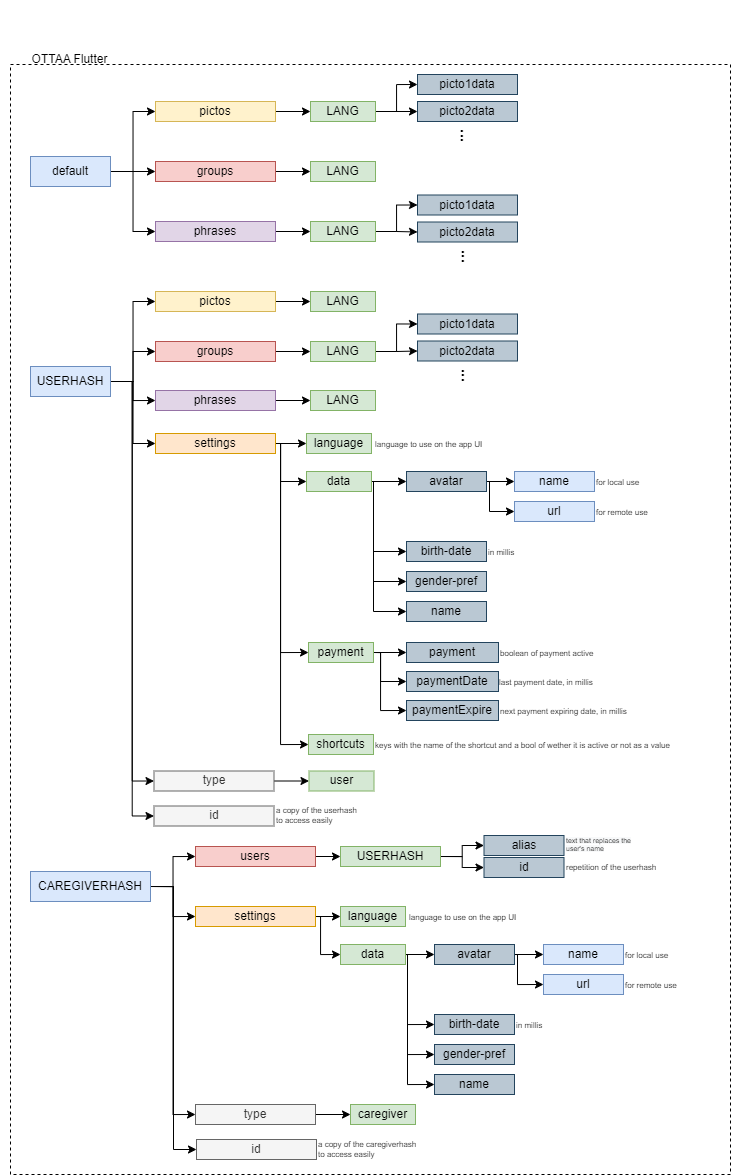 OTTAA Flutter
picto1data
pictos
LANG
picto2data
default
groups
LANG
picto1data
phrases
LANG
picto2data
pictos
LANG
picto1data
groups
LANG
picto2data
USERHASH
phrases
LANG
settings
language
language to use on the app UI
data
avatar
name
for local use
url
for remote use
birth-date
in millis
gender-pref
name
payment
payment
boolean of payment active
paymentDate
last payment date, in millis
paymentExpire
next payment expiring date, in millis
shortcuts
keys with the name of the shortcut and a bool of wether it is active or not as a value
type
user
id
a copy of the userhash
to access easily
users
USERHASH
alias
text that replaces the
user's name
id
repetition of the userhash
CAREGIVERHASH
settings
language
language to use on the app UI
data
avatar
name
for local use
url
for remote use
birth-date
in millis
gender-pref
name
type
caregiver
id
a copy of the caregiverhash
to access easily